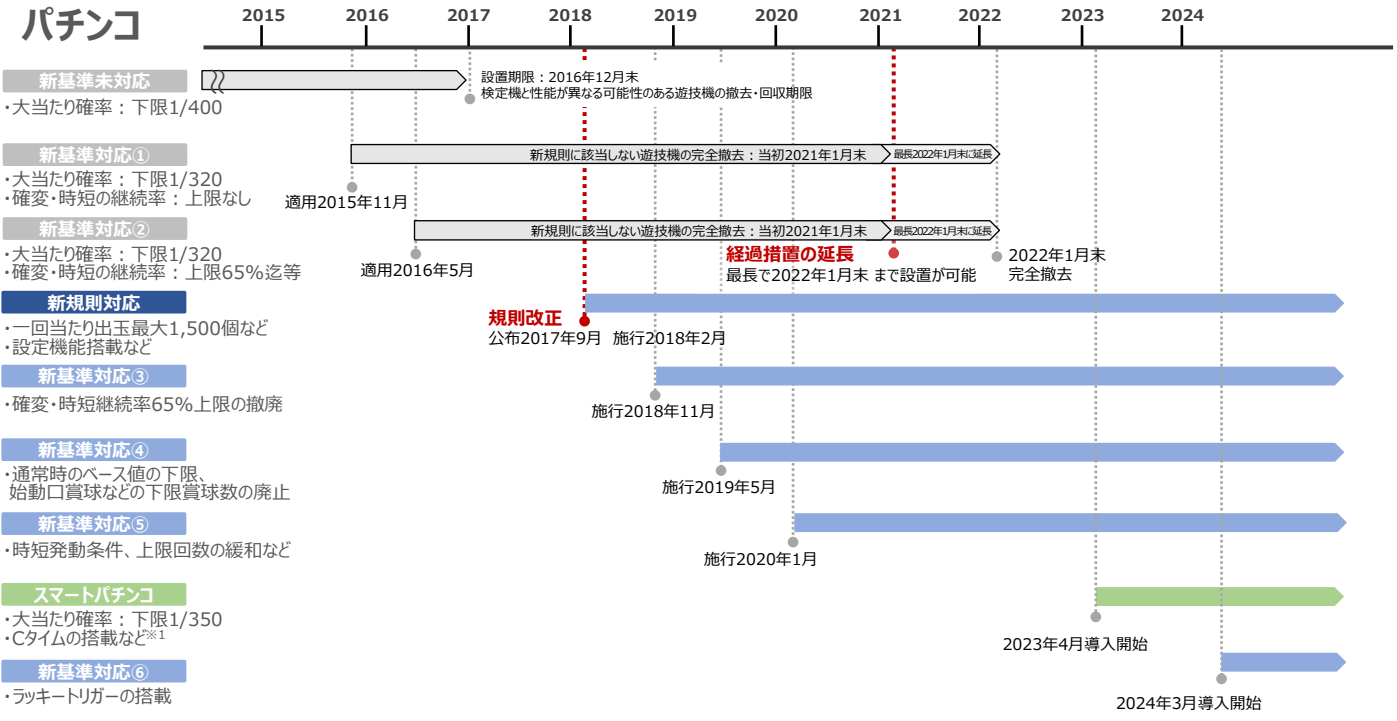 パチンコ
2015 2016 2017 2018 2019 2020 2021 2022 2023 2024
新基準未対応
・大当たり確率：下限1/400
設置期限：2016年12月末
検定機と性能が異なる可能性のある遊技機の撤去・回収期限
新基準対応①
・大当たり確率：下限1/320
・確変・時短の継続率：上限なし
新規則に該当しない遊技機の完全撤去：当初2021年1月末
最長2022年1月末に延長
適用2015年11月
新基準対応②
・大当たり確率：下限1/320
・確変・時短の継続率：上限65%迄等
新規則に該当しない遊技機の完全撤去：当初2021年1月末
最長2022年1月末に延長
適用2016年5月
経過措置の延長
最長で2022年1月末 まで設置が可能
2022年1月末
完全撤去
新規則対応
・一回当たり出玉最大1,500個など
・設定機能搭載など
規則改正
公布2017年9月 施行2018年2月
新基準対応③
・確変・時短継続率65%上限の撤廃
施行2018年11月
新基準対応④
・通常時のベース値の下限、
始動口賞球などの下限賞球数の廃止
施行2019年5月
新基準対応⑤
・時短発動条件、上限回数の緩和など
施行2020年1月
スマートパチンコ
・大当たり確率：下限1/350
・Cタイムの搭載など※1
2023年4月導入開始
新基準対応⑥
・ラッキートリガーの搭載
2024年3月導入開始